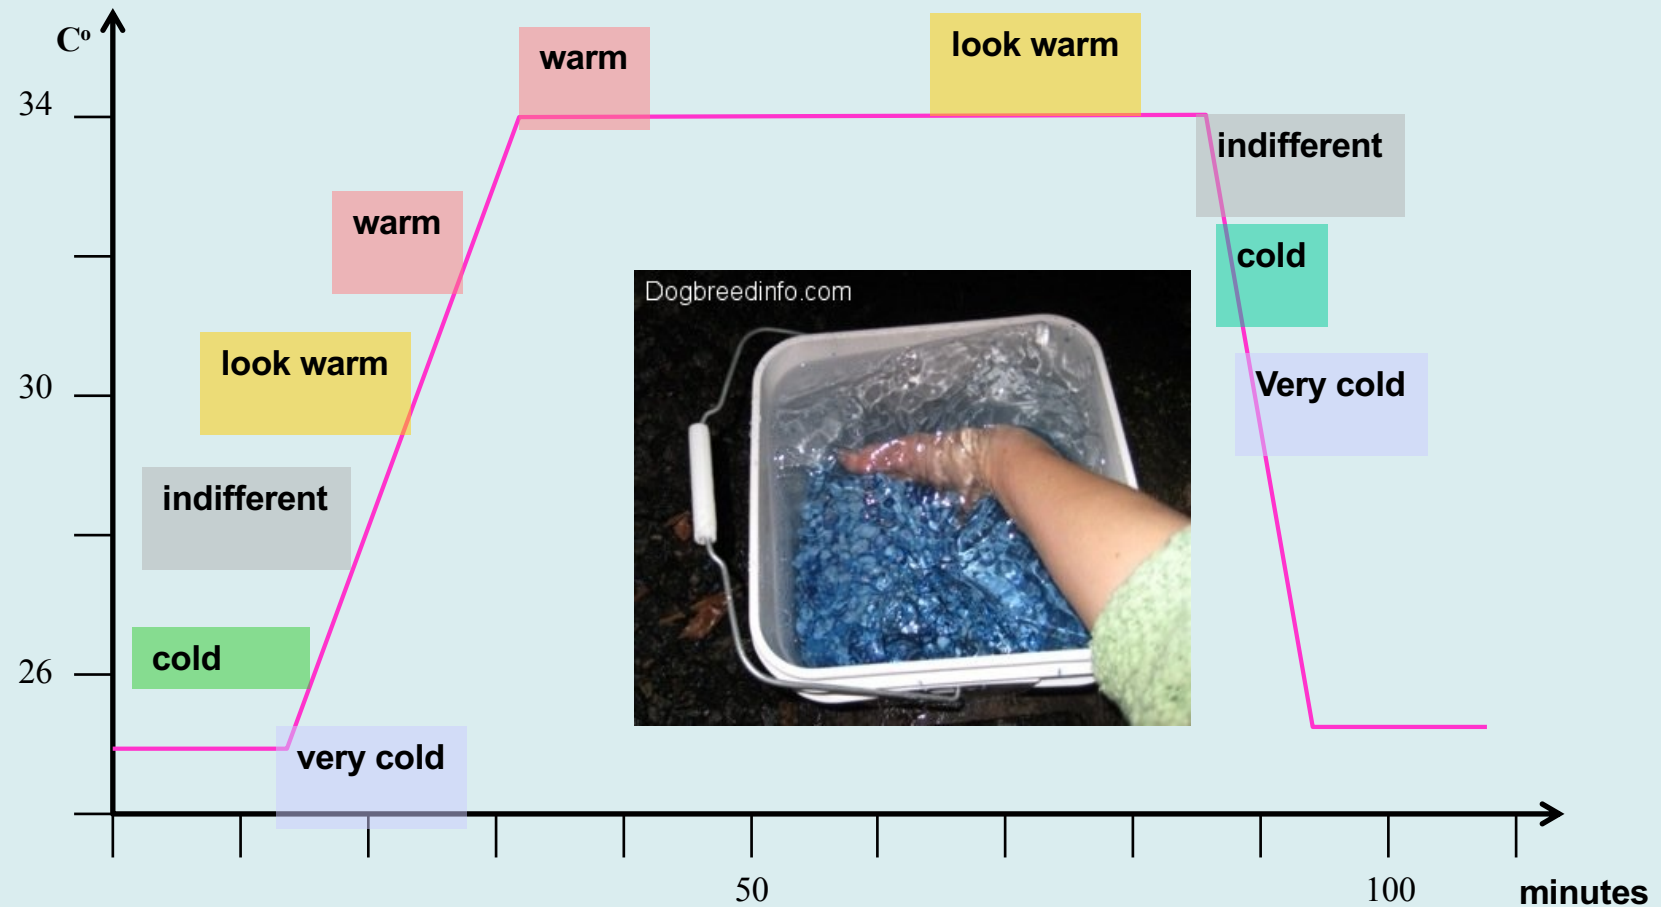 Cº
warm
look warm
34
indifferent
warm
cold
Dogbreedinfo.com
look warm
30
Very cold
indifferent
cold
26
very cold
50
100
minutes